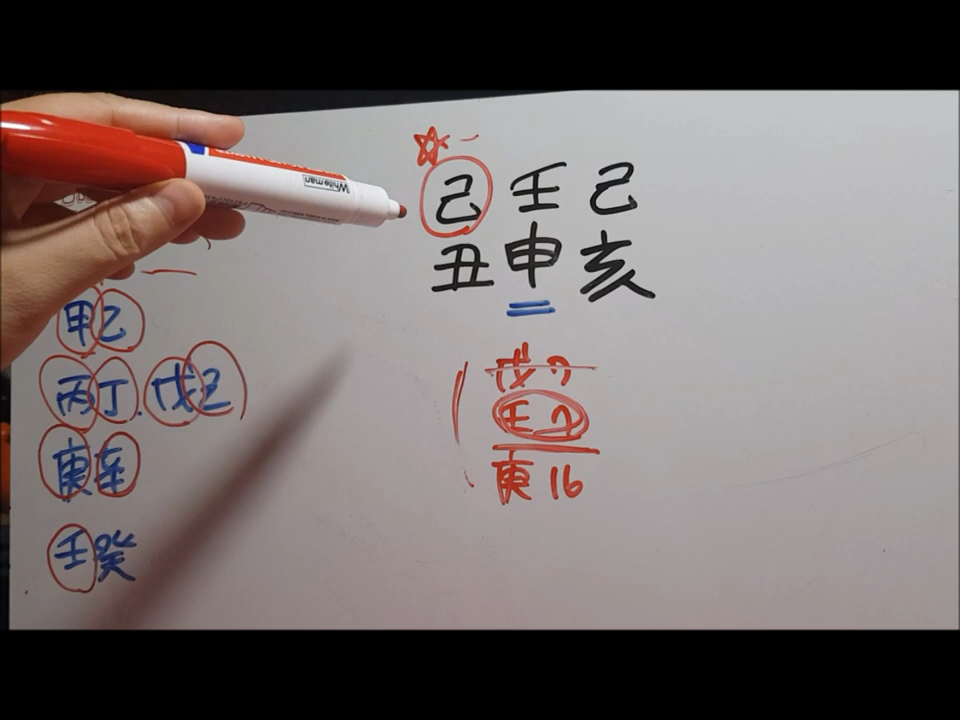 己 壬 己
丑 申 亥
甲乙
丙丁.戊己
庚辛
壬癸
戊 7
壬 7
庚 16
Whiteman